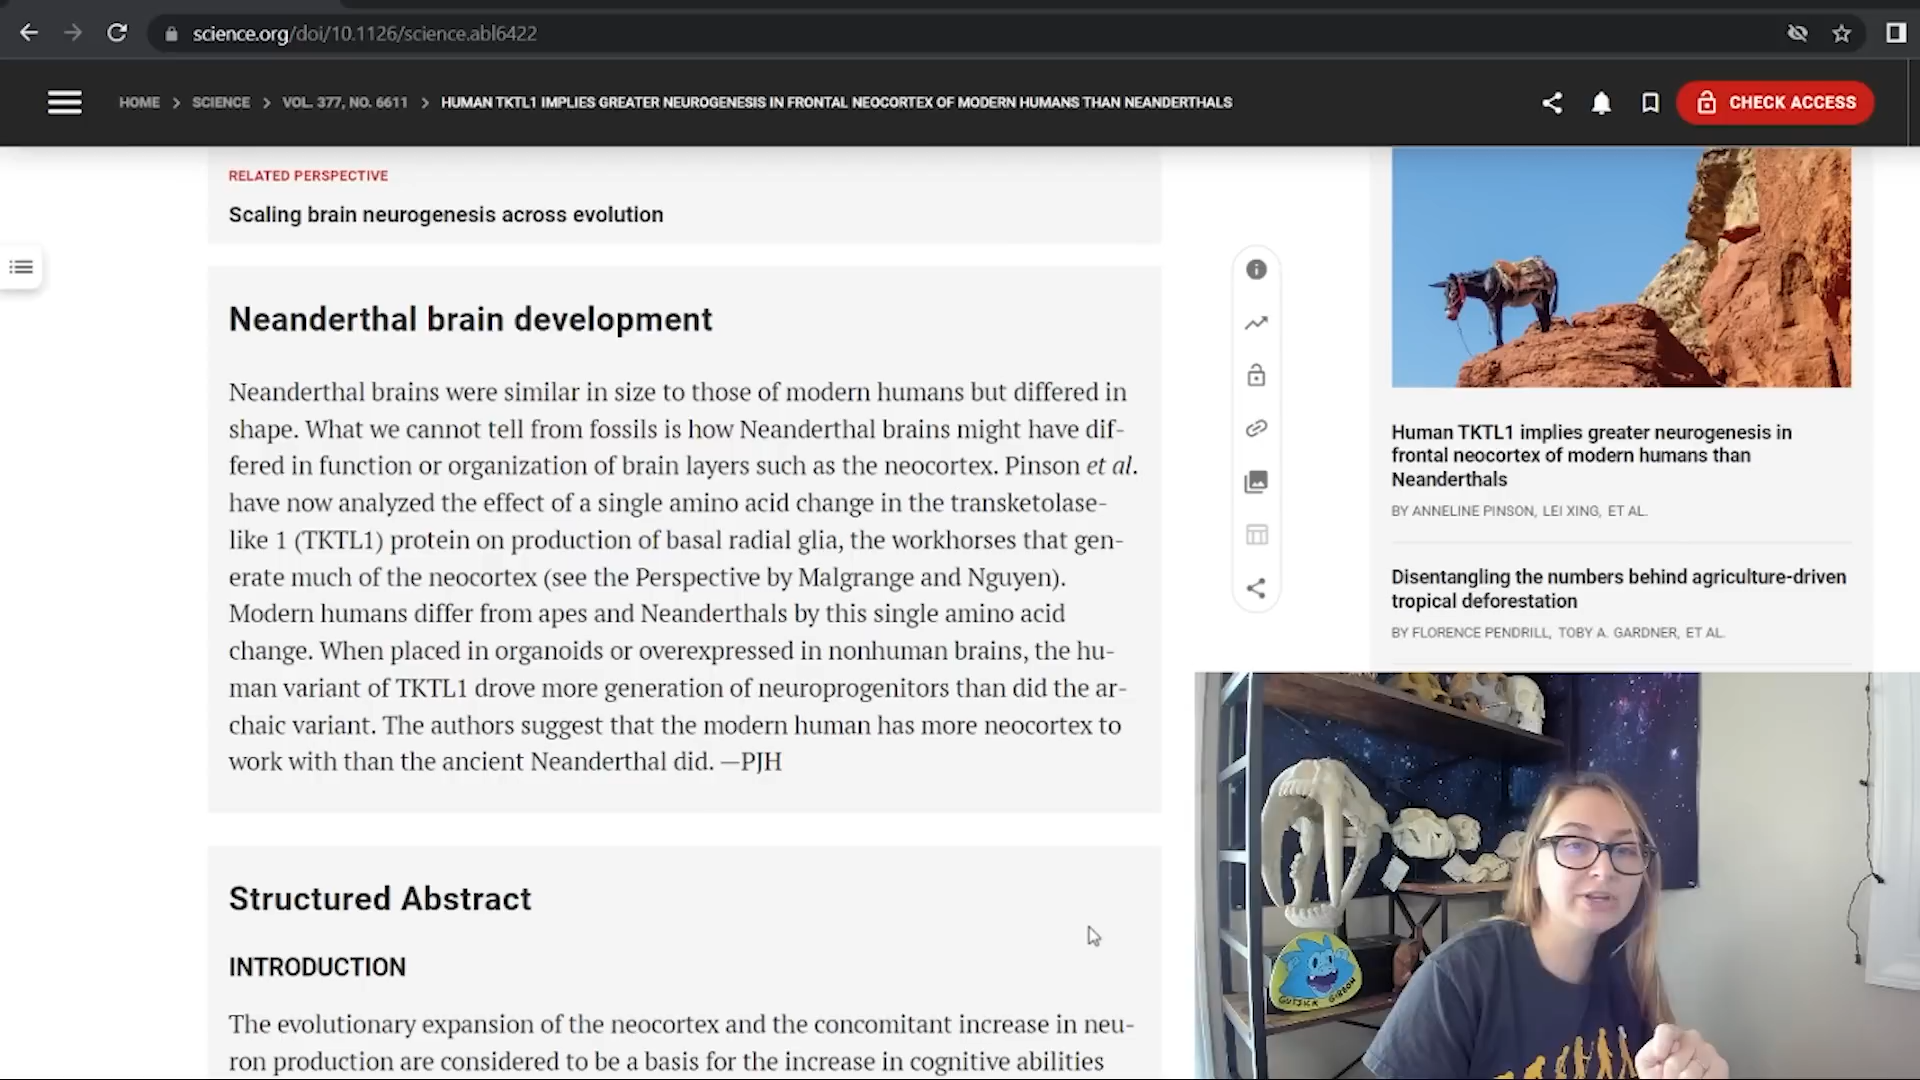 science.org/doi/10.1126/science.abl6422
HOME > SCIENCE > VOL. 377, NO. 6611 > HUMAN TKTL1 IMPLIES GREATER NEUROGENESIS IN FRONTAL NEOCORTEX OF MODERN HUMANS THAN NEANDERTHALS
CHECK ACCESS
RELATED PERSPECTIVE
Scaling brain neurogenesis across evolution
Neanderthal brain development
Neanderthal brains were similar in size to those of modern humans but differed in
shape. What we cannot tell from fossils is how Neanderthal brains might have dif-
fered in function or organization of brain layers such as the neocortex. Pinson et al.
have now analyzed the effect of a single amino acid change in the transketolase-
like 1 (TKTL1) protein on production of basal radial glia, the workhorses that gen-
erate much of the neocortex (see the Perspective by Malgrange and Nguyen).
Modern humans differ from apes and Neanderthals by this single amino acid
change. When placed in organoids or overexpressed in nonhuman brains, the hu-
man variant of TKTL1 drove more generation of neuroprogenitors than did the ar-
chaic variant. The authors suggest that the modern human has more neocortex to
work with than the ancient Neanderthal did. —PJH
Structured Abstract
INTRODUCTION
The evolutionary expansion of the neocortex and the concomitant increase in neu-
ron production are considered to be a basis for the increase in cognitive abilities
Human TKTL1 implies greater neurogenesis in
frontal neocortex of modern humans than
Neanderthals
BY ANNELINE PINSON, LEI XING, ET AL.
Disentangling the numbers behind agriculture-driven
tropical deforestation
BY FLORENCE PENDRILL, TOBY A. GARDNER, ET AL.
GUTSICK GIBBON